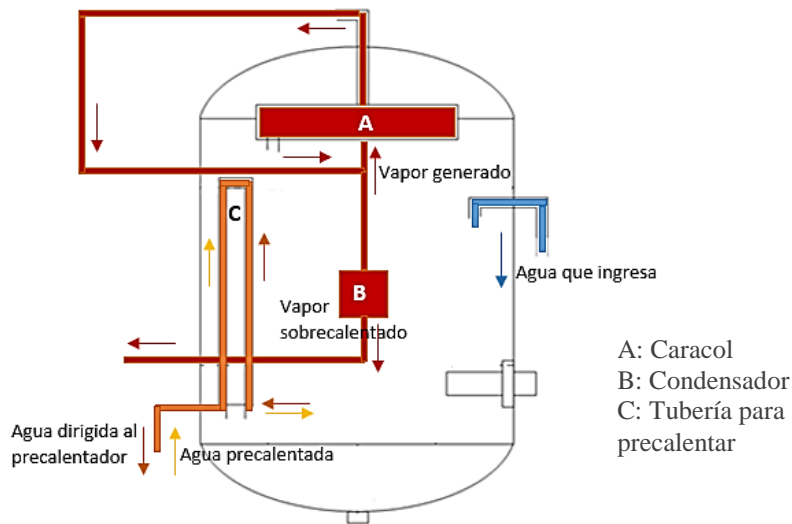 A
Vapor generado
C
Agua que ingresa
B
Vapor
sobrecalentado
A: Caracol
B: Condensador
C: Tubería para
precalentar
Agua dirigida al
precalentador
Agua precalentada